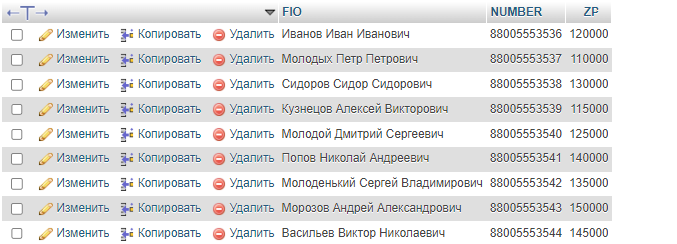 FIO NUMBER ZP
Изменить Копировать Удалить Иванов Иван Иванович 88005553536 120000
Изменить Копировать Удалить Молодых Петр Петрович 88005553537 110000
Изменить Копировать Удалить Сидоров Сидор Сидорович 88005553538 130000
Изменить Копировать Удалить Кузнецов Алексей Викторович 88005553539 115000
Изменить Копировать Удалить Молодой Дмитрий Сергеевич 88005553540 125000
Изменить Копировать Удалить Попов Николай Андреевич 88005553541 140000
Изменить Копировать Удалить Молоденький Сергей Владимирович 88005553542 135000
Изменить Копировать Удалить Морозов Андрей Александрович 88005553543 150000
Изменить Копировать Удалить Васильев Виктор Николаевич 88005553544 145000